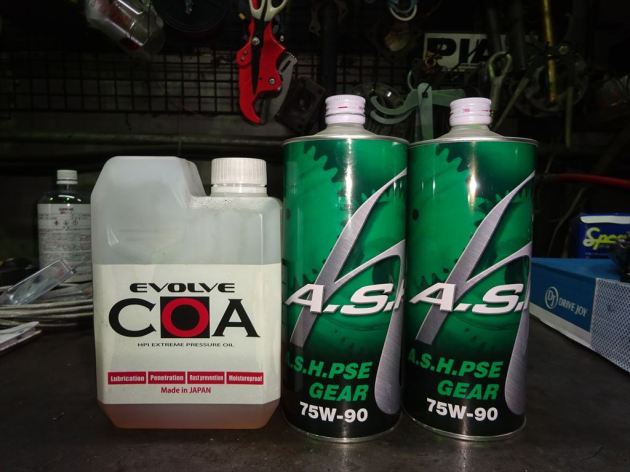 EVOLVE
COA
HPI EXTREME PRESSURE OIL
Lubrication Penetration Rust prevention Moistureproof
Made in JAPAN
A.S.H
A.S.H.PSE
GEAR
75W-90
A.S.H
A.S.H.PSE
GEAR
75W-90
DRIVE JOY